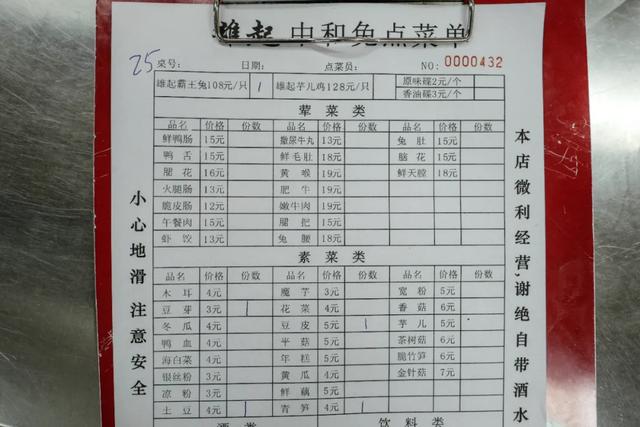 雄起中和兔点菜单
25 桌号: 日期: 点菜员: NO: 0000432
雄起霸王兔108元/只 1 雄起芋儿鸡128元/只 原味碟2元/个
香油碟3元/个
荤菜类
品名 价格 份数 品名 价格 份数 品名 价格 份数
鲜鸭肠 15元 撒尿牛丸 13元 兔肚 15元
鸭舌 15元 鲜毛肚 18元 脑花 15元
腰花 16元 黄喉 19元 鲜天膛 18元
火腿肠 13元 肥牛 19元
脆皮肠 12元 嫩牛肉 19元
午餐肉 15元 腿把 15元
虾饺 13元 兔腰 18元
素菜类
品名 价格 份数 品名 价格 份数 品名 价格 份数
木耳 4元 魔芋 3元 宽粉 5元
豆芽 3元 1 花菜 4元 香菇 6元
冬瓜 4元 豆皮 5元 1 芋儿 5元
鸭血 4元 平菇 5元 茶树菇 6元
海白菜 4元 年糕 5元 脆竹笋 6元
银丝粉 3元 黄瓜 4元 金针菇 7元
凉粉 3元 鲜藕 5元
土豆 4元 1 青笋 4元 1
酒类 饮料类
小心地滑 注意安全
本店微利经营,谢绝自带酒水